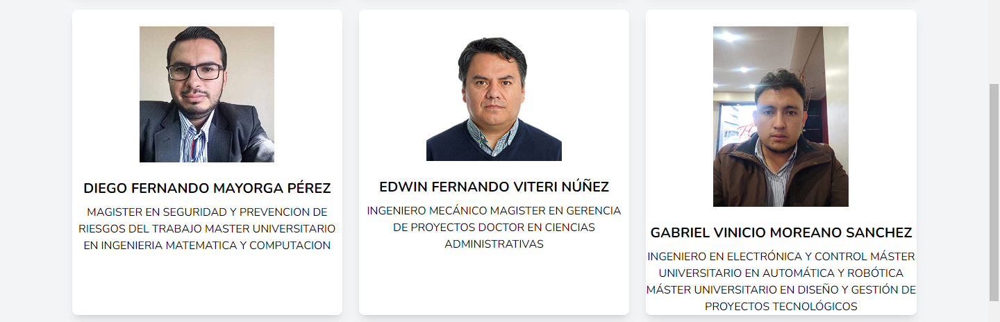 DIEGO FERNANDO MAYORGA PÉREZ
MAGISTER EN SEGURIDAD Y PREVENCION DE
RIESGOS DEL TRABAJO MASTER UNIVERSITARIO
EN INGENIERIA MATEMATICA Y COMPUTACION
EDWIN FERNANDO VITERI NÚÑEZ
INGENIERO MECÁNICO MAGISTER EN GERENCIA
DE PROYECTOS DOCTOR EN CIENCIAS
ADMINISTRATIVAS
GABRIEL VINICIO MOREANO SANCHEZ
INGENIERO EN ELECTRÓNICA Y CONTROL MÁSTER
UNIVERSITARIO EN AUTOMÁTICA Y ROBÓTICA
MÁSTER UNIVERSITARIO EN DISEÑO Y GESTIÓN DE
PROYECTOS TECNOLÓGICOS